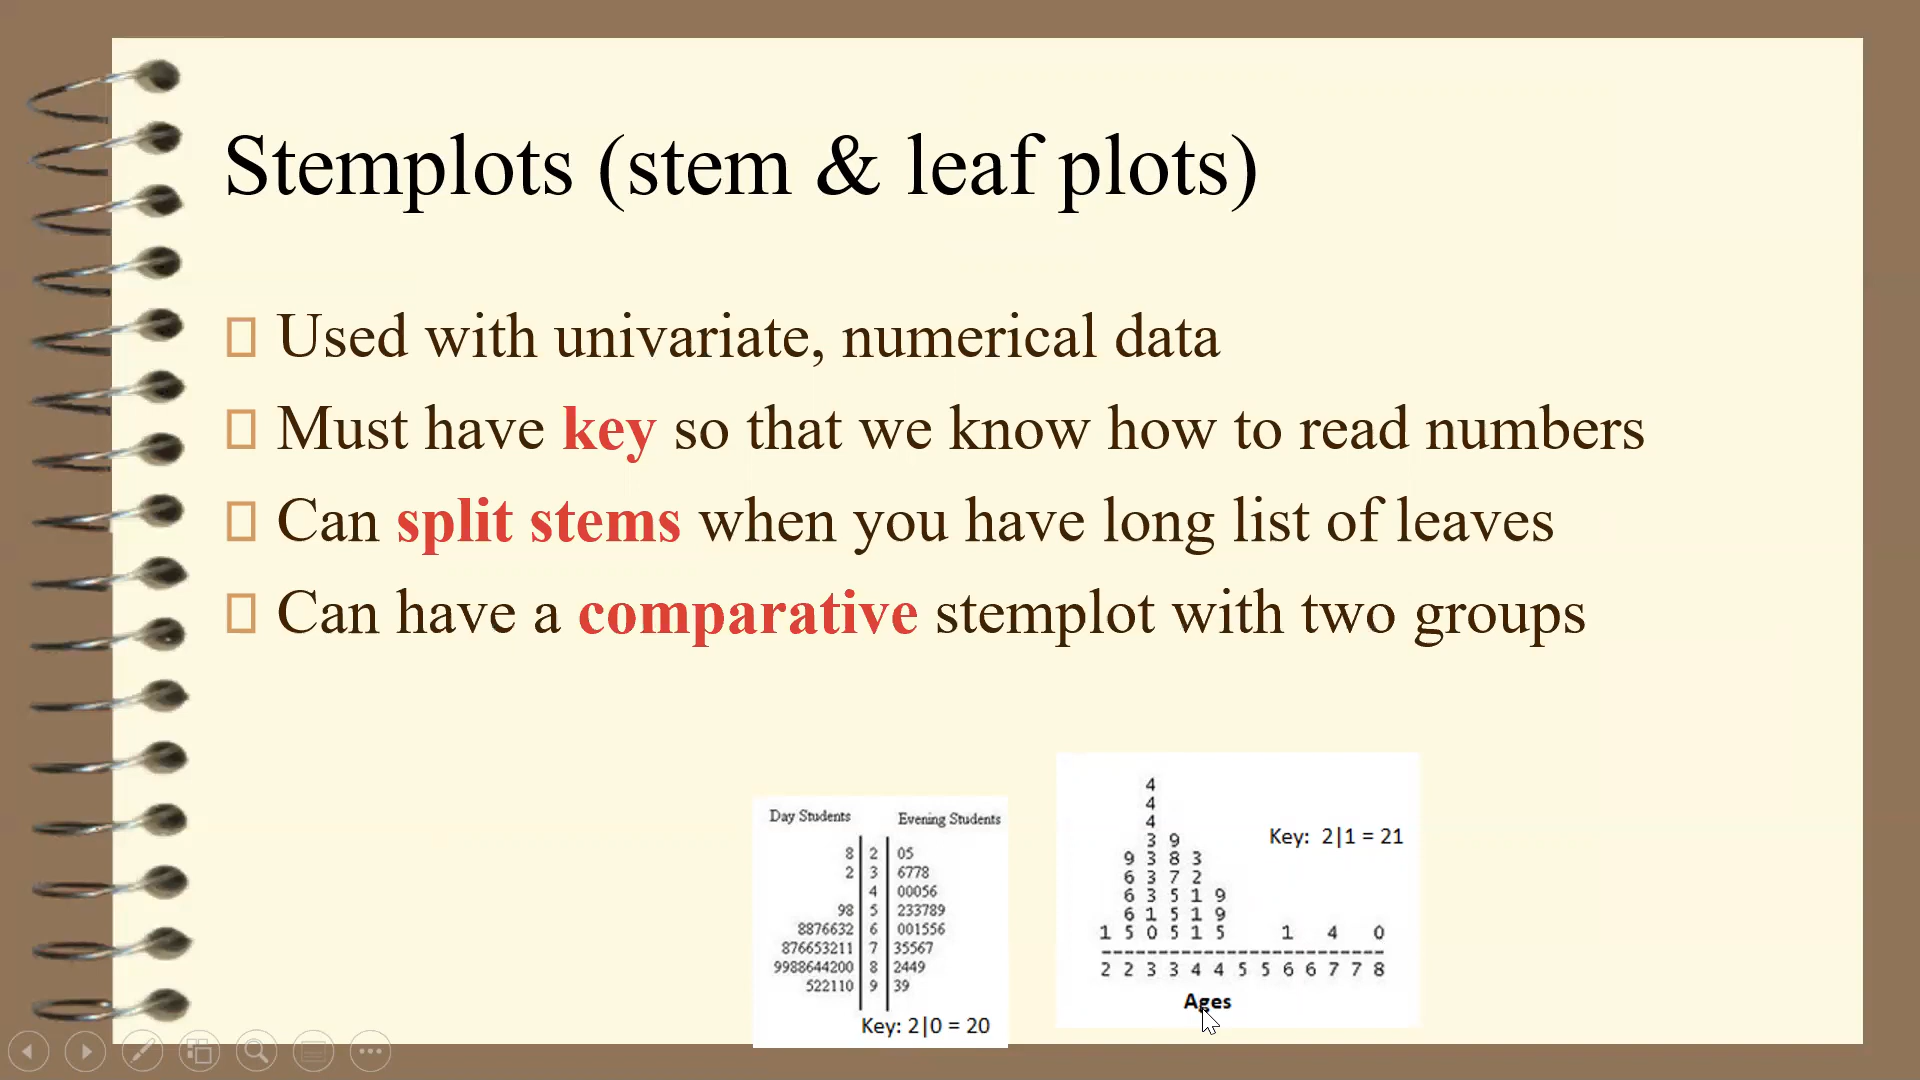 Stemplots (stem & leaf plots)
Used with univariate, numerical data
Must have key so that we know how to read numbers
Can split stems when you have long list of leaves
Can have a comparative stemplot with two groups
Day Students Evening Students
8 2 05
2 3 6778
4 00056
98 5 233789
8876632 6 001556
876653211 7 35567
9988644200 8 2449
522110 9 39
Key: 2|0 = 20
4
4
4
3 9
9 3 8 3
6 3 7 2
6 3 5 1 9
6 1 5 1 9
1 5 0 5 1 5 1 4 0
2 2 3 3 4 4 5 5 6 6 7 7 8
Ages
Key: 2|1 = 21